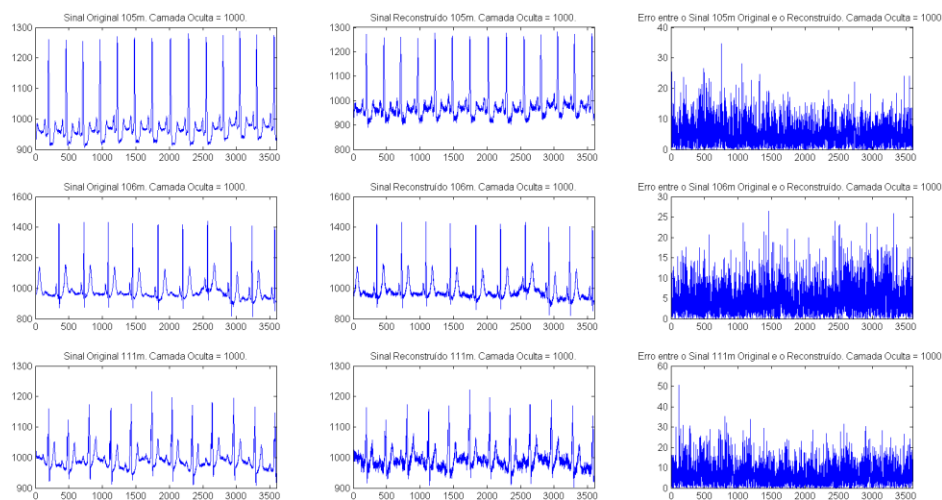 Sinal Original 105m. Camada Oculta = 1000.
Sinal Reconstruído 105m. Camada Oculta = 1000.
Erro entre o Sinal 105m Original e o Reconstruído. Camada Oculta = 1000
1300
1200
1100
1000
900
0 500 1000 1500 2000 2500 3000 3500
1300
1200
1100
1000
900
800
0 500 1000 1500 2000 2500 3000 3500
40
30
20
10
0
0 500 1000 1500 2000 2500 3000 3500
Sinal Original 106m. Camada Oculta = 1000.
Sinal Reconstruído 106m. Camada Oculta = 1000.
Erro entre o Sinal 106m Original e o Reconstruído. Camada Oculta = 1000
1600
1400
1200
1000
800
0 500 1000 1500 2000 2500 3000 3500
1600
1400
1200
1000
800
0 500 1000 1500 2000 2500 3000 3500
30
25
20
15
10
5
0
0 500 1000 1500 2000 2500 3000 3500
Sinal Original 111m. Camada Oculta = 1000.
Sinal Reconstruído 111m. Camada Oculta = 1000.
Erro entre o Sinal 111m Original e o Reconstruído. Camada Oculta = 1000
1300
1200
1100
1000
900
0 500 1000 1500 2000 2500 3000 3500
1300
1200
1100
1000
900
0 500 1000 1500 2000 2500 3000 3500
60
50
40
30
20
10
0
0 500 1000 1500 2000 2500 3000 3500